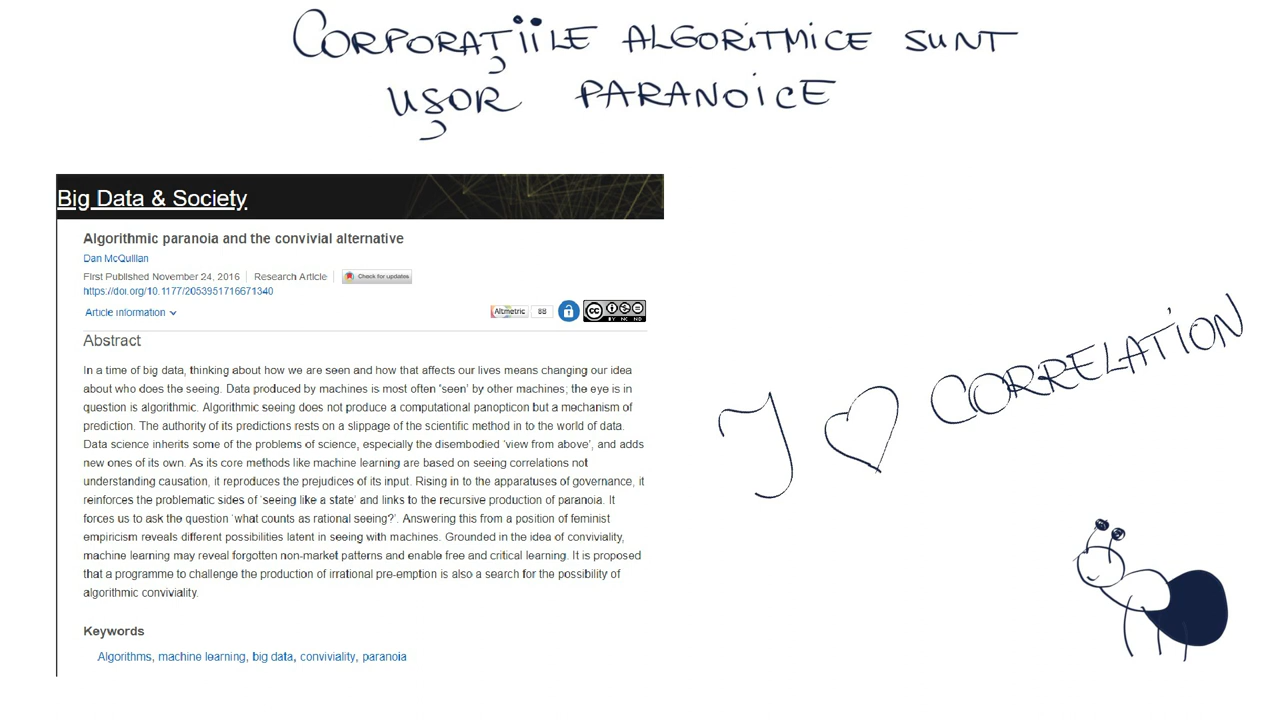 CORPORAȚIILE ALGORITMICE SUNT
UȘOR PARANOICE
Big Data & Society
Algorithmic paranoia and the convivial alternative
Dan McQuillan
First Published November 24, 2016 Research Article Check for updates
https://doi.org/10.1177/2053951716671340
Article information
Altmetric 88 CC BY NC ND
Abstract
In a time of big data, thinking about how we are seen and how that affects our lives means changing our idea
about who does the seeing. Data produced by machines is most often 'seen' by other machines; the eye is in
question is algorithmic. Algorithmic seeing does not produce a computational panopticon but a mechanism of
prediction. The authority of its predictions rests on a slippage of the scientific method in to the world of data.
Data science inherits some of the problems of science, especially the disembodied 'view from above', and adds
new ones of its own. As its core methods like machine learning are based on seeing correlations not
understanding causation, it reproduces the prejudices of its input. Rising in to the apparatuses of governance, it
reinforces the problematic sides of 'seeing like a state' and links to the recursive production of paranoia. It
forces us to ask the question 'what counts as rational seeing?'. Answering this from a position of feminist
empiricism reveals different possibilities latent in seeing with machines. Grounded in the idea of conviviality,
machine learning may reveal forgotten non-market patterns and enable free and critical learning. It is proposed
that a programme to challenge the production of irrational pre-emption is also a search for the possibility of
algorithmic conviviality.
Keywords
Algorithms, machine learning, big data, conviviality, paranoia
I ♡ CORRELATION